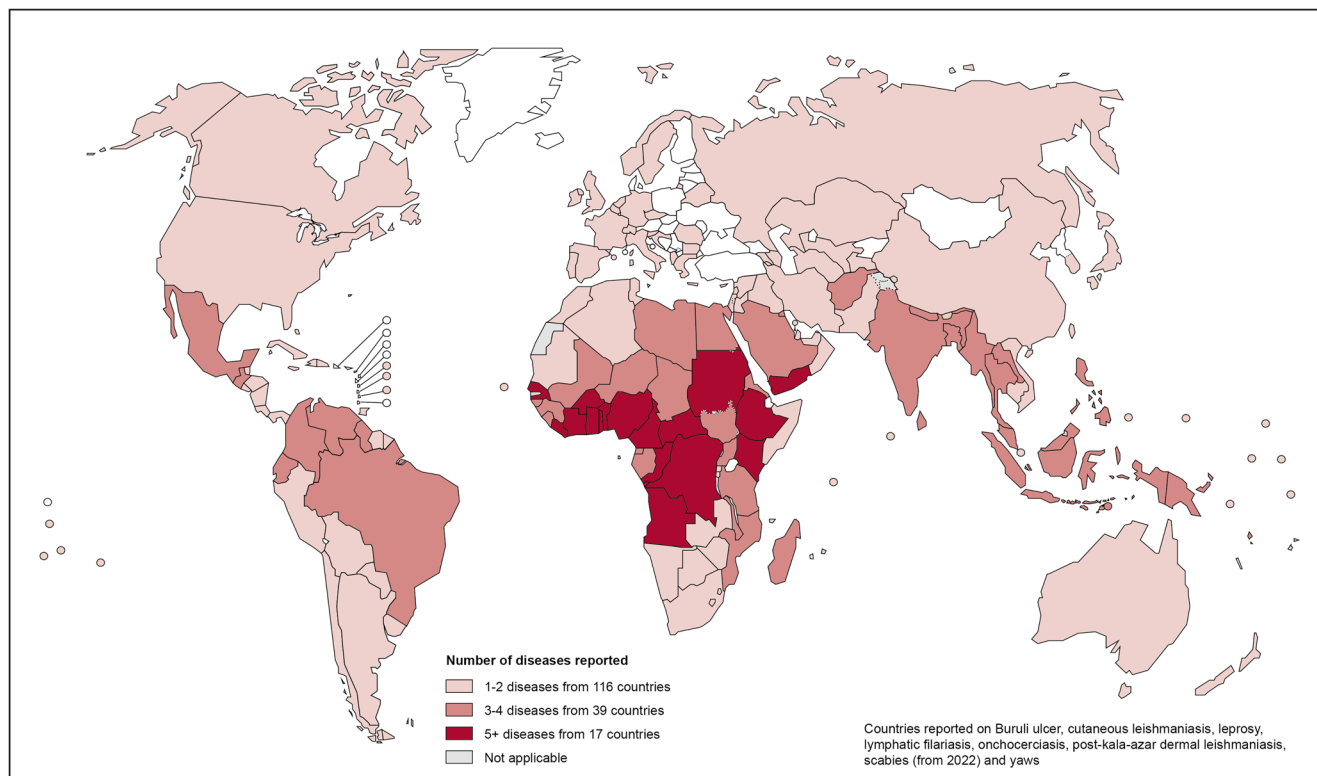 Number of diseases reported
1-2 diseases from 116 countries
3-4 diseases from 39 countries
5+ diseases from 17 countries
Not applicable
Countries reported on Buruli ulcer, cutaneous leishmaniasis, leprosy,
lymphatic filariasis, onchocerciasis, post-kala-azar dermal leishmaniasis,
scabies (from 2022) and yaws